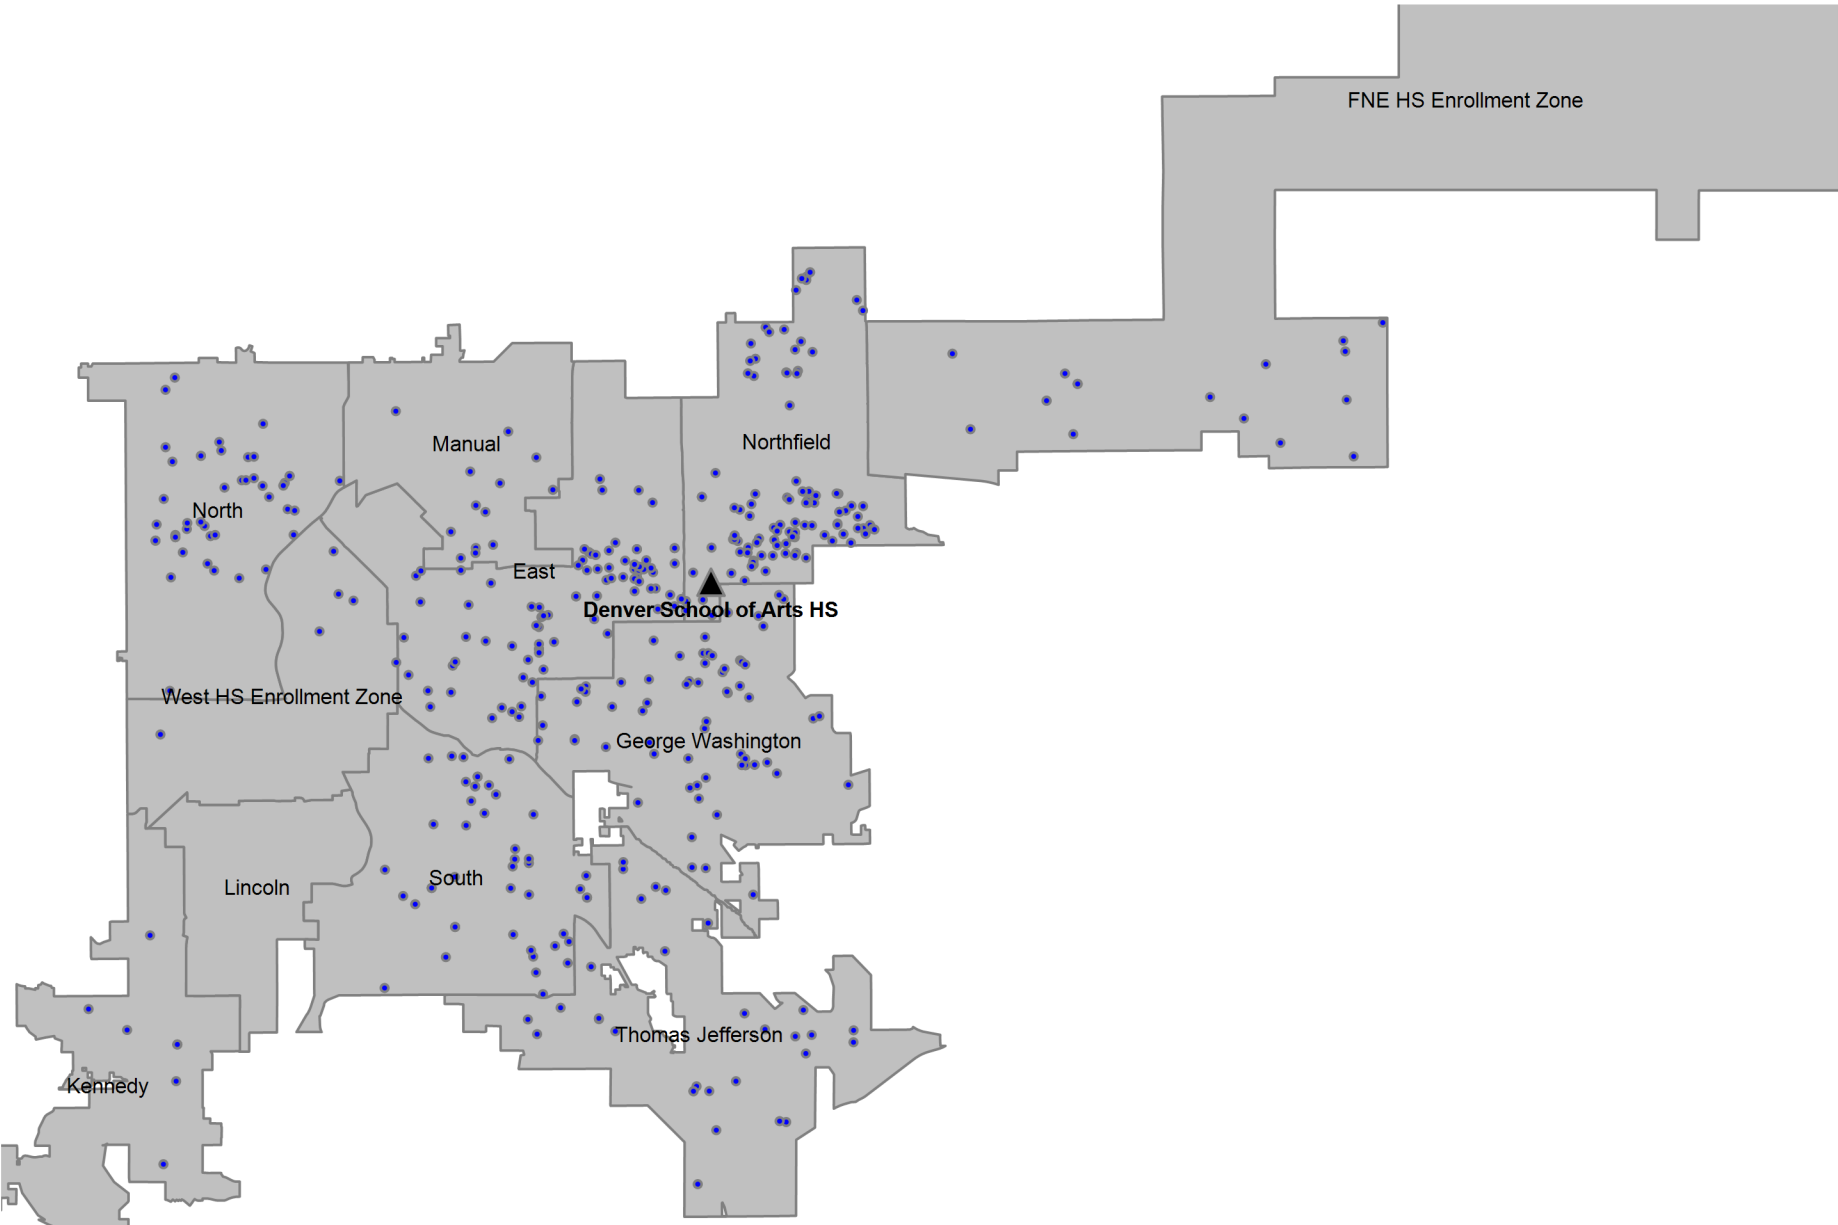 FNE HS Enrollment Zone
Manual
Northfield
North
East
Denver School of Arts HS
West HS Enrollment Zone
George Washington
South
Lincoln
Thomas Jefferson
Kennedy